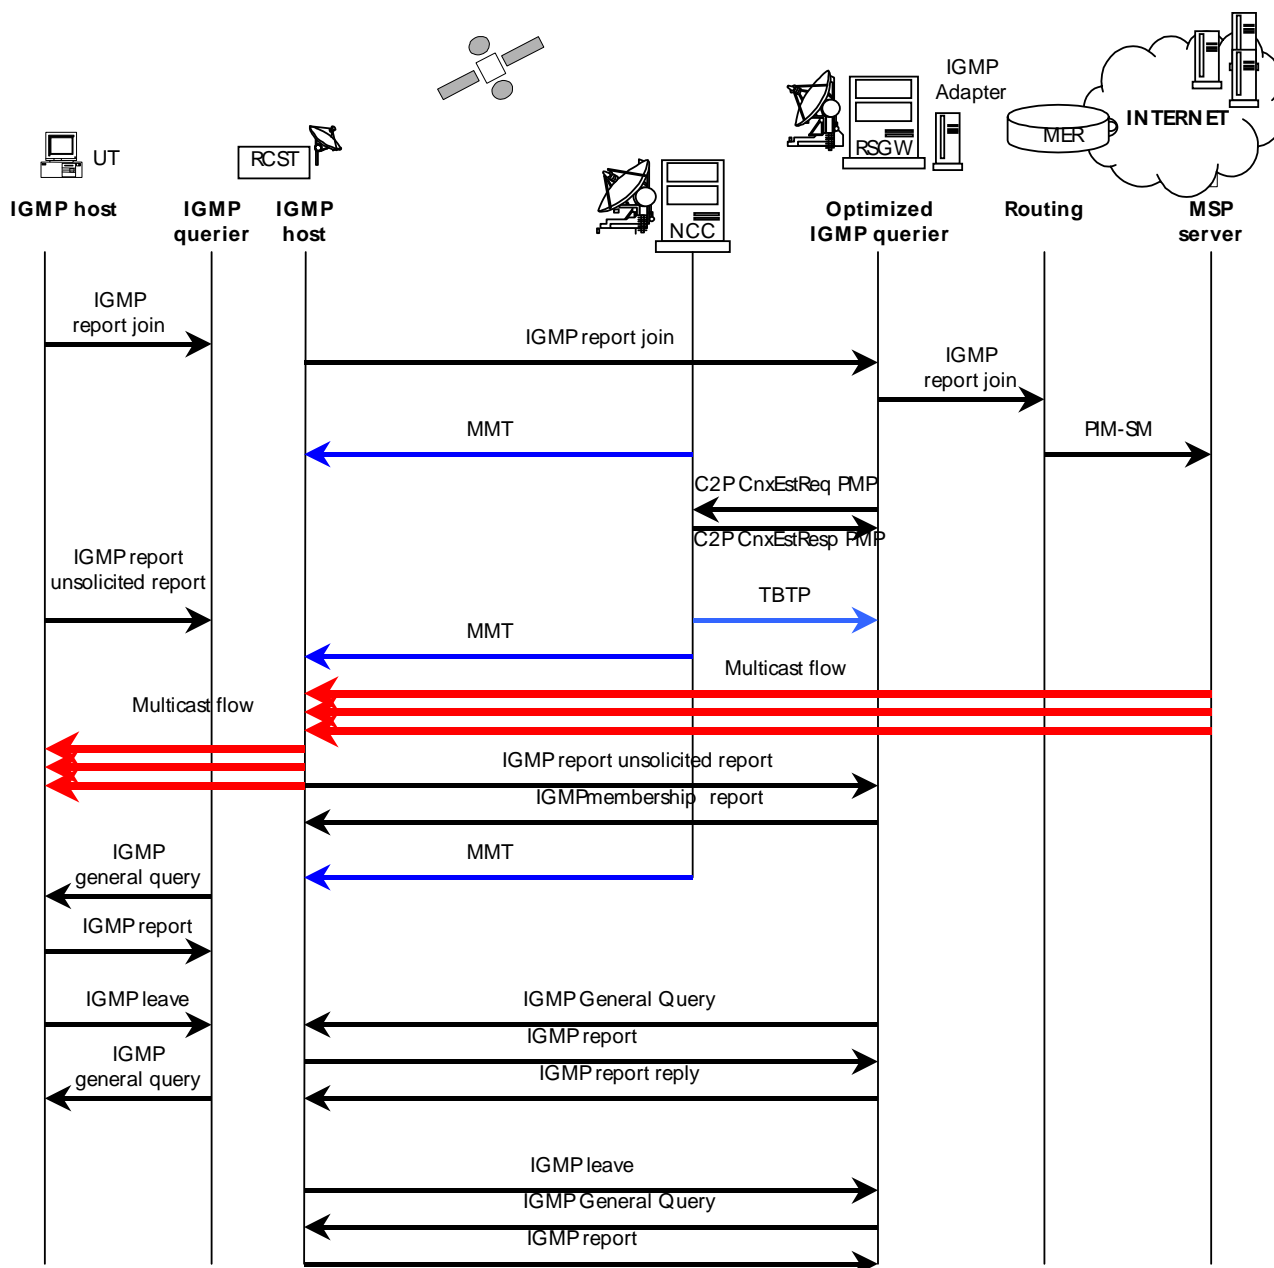 IGMP
Adapter
INTERNET
MER
UT
RCST
RSGW
NCC
IGMP host
IGMP
querier
IGMP
host
Optimized
IGMP querier
Routing
MSP
server
IGMP
report join
IGMP report join
IGMP
report join
MMT
PIM-SM
C2P CnxEstReq PMP
C2P CnxEstResp PMP
IGMP report
unsolicited report
TBTP
MMT
Multicast flow
Multicast flow
IGMP report unsolicited report
IGMP membership report
MMT
IGMP
general query
IGMP report
IGMP leave
IGMP General Query
IGMP report
IGMP
general query
IGMP report reply
IGMP leave
IGMP General Query
IGMP report